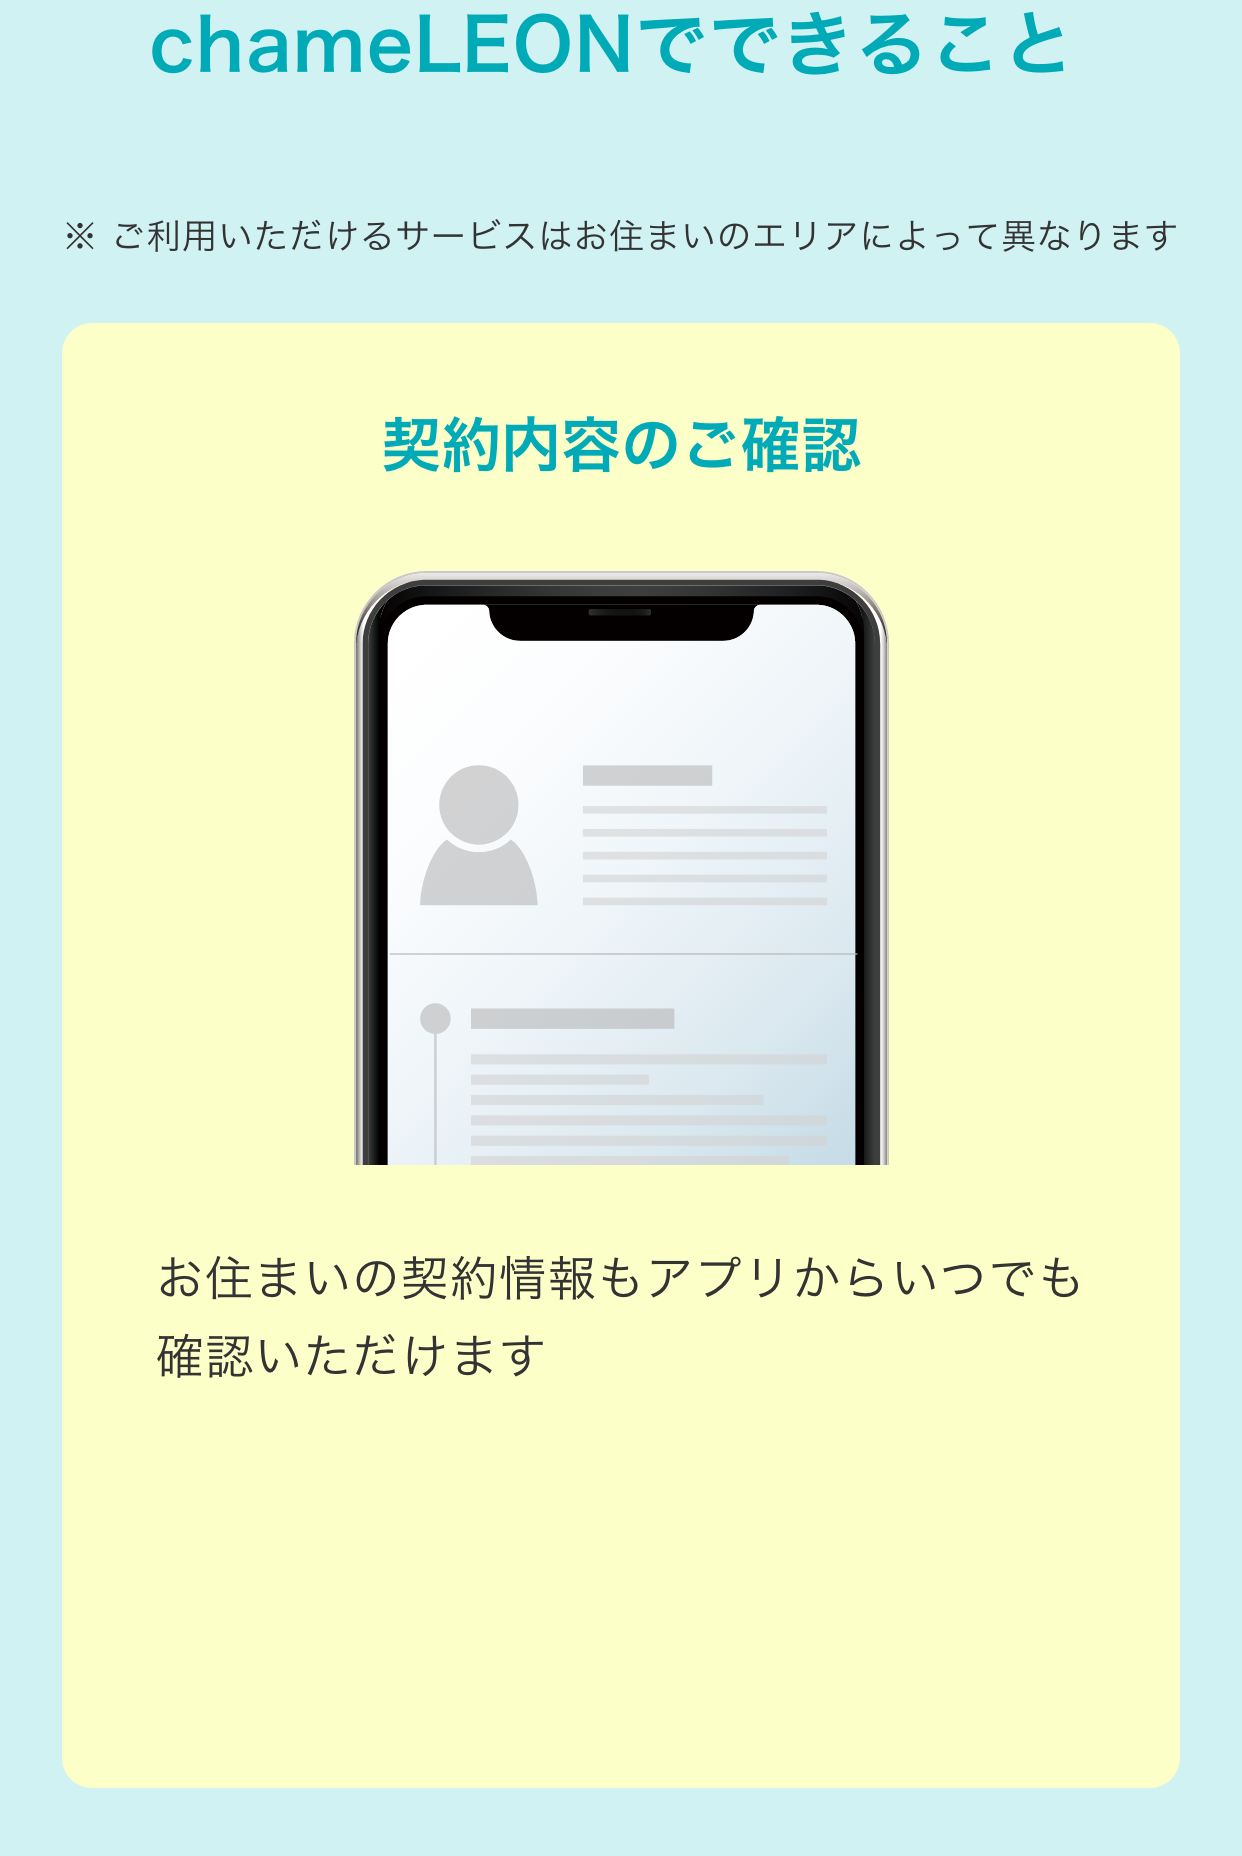 chameLEONでできること
※ ご利用いただけるサービスはお住まいのエリアによって異なります
契約内容のご確認
お住まいの契約情報もアプリからいつでも
確認いただけます